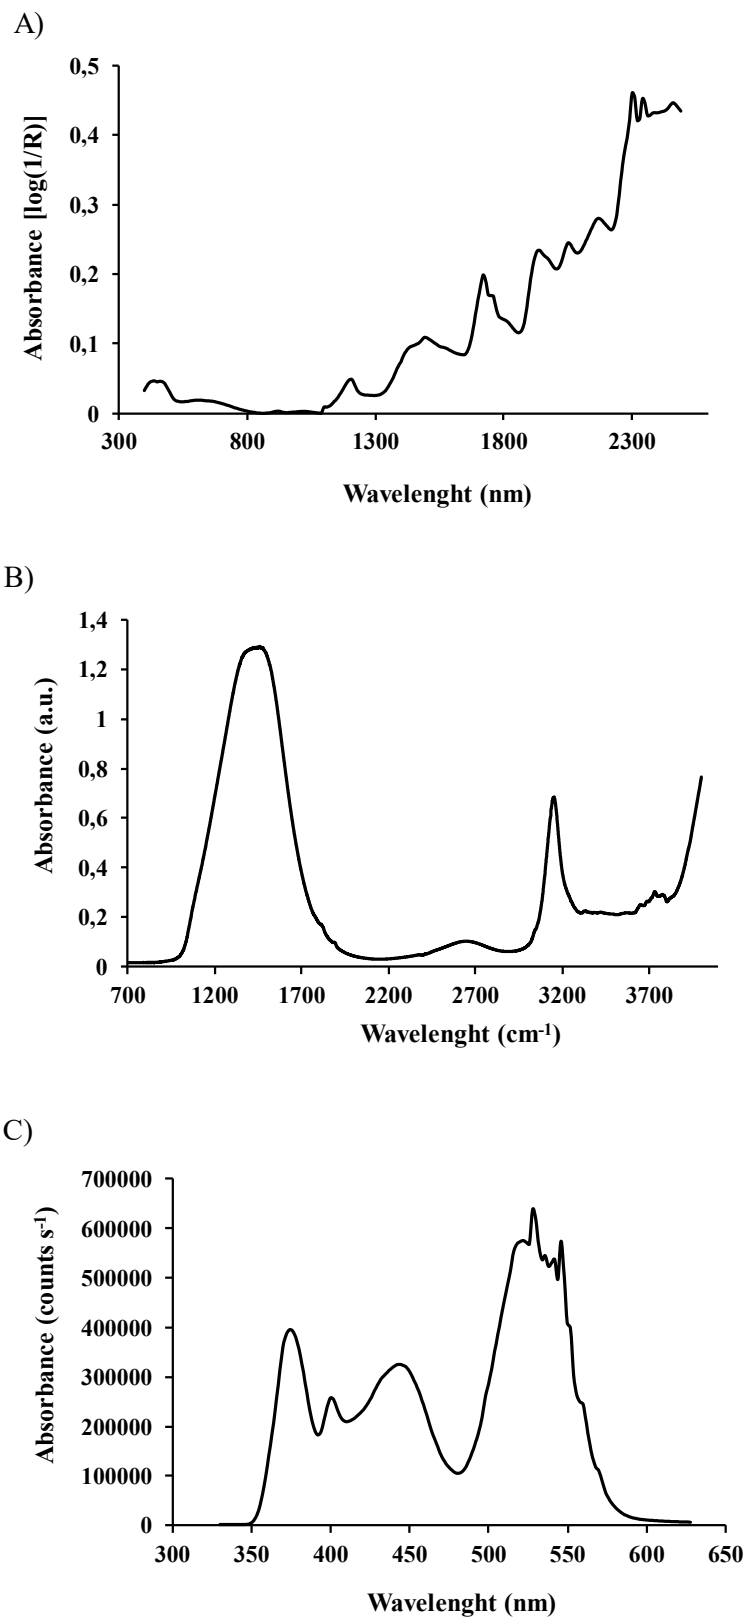 A)
Absorbance [log(1/R)]
0,5
0,4
0,3
0,2
0,1
0
300 800 1300 1800 2300
Wavelenght (nm)
B)
Absorbance (a.u.)
1,4
1,2
1
0,8
0,6
0,4
0,2
0
700 1200 1700 2200 2700 3200 3700
Wavelenght (cm⁻¹)
C)
Absorbance (counts s⁻¹)
700000
600000
500000
400000
300000
200000
100000
0
300 350 400 450 500 550 600 650
Wavelenght (nm)